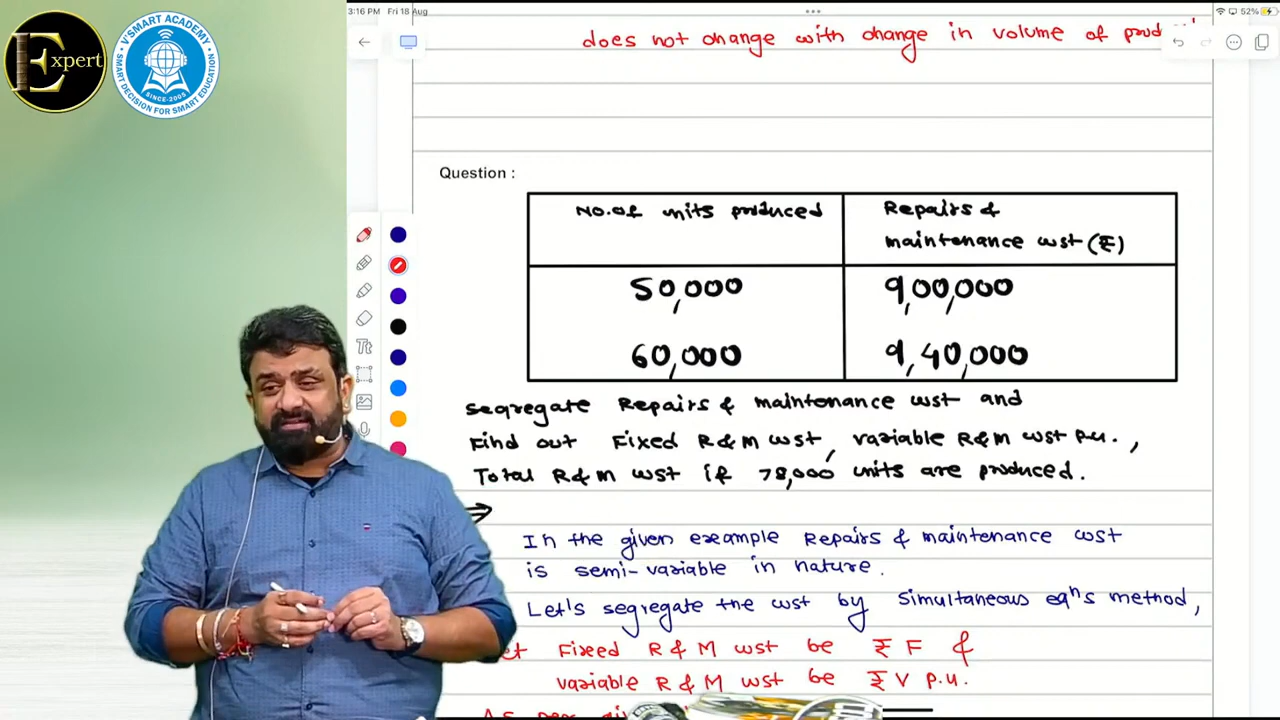 3:16 PM Fri 18 Aug
52%
Expert
V'SMART ACADEMY
SMART DECISION FOR SMART EDUCATION
SINCE-2005
does not change with change in volume of
Question :
No. of units produced
Repairs &
maintenance cost (₹)
50,000
9,00,000
60,000
9,40,000
segregate Repairs & maintenance cost and
Find out Fixed R & M cost, variable R & M cost p.u.,
Total R & M cost if 78,000 units are produced.
Tt
In the given example Repairs & maintenance cost
is semi-variable in nature.
Let's segregate the cost by simultaneous eqⁿs method,
Fixed R & M cost be ₹ F &
variable R & M cost be ₹ V p.u.
As per